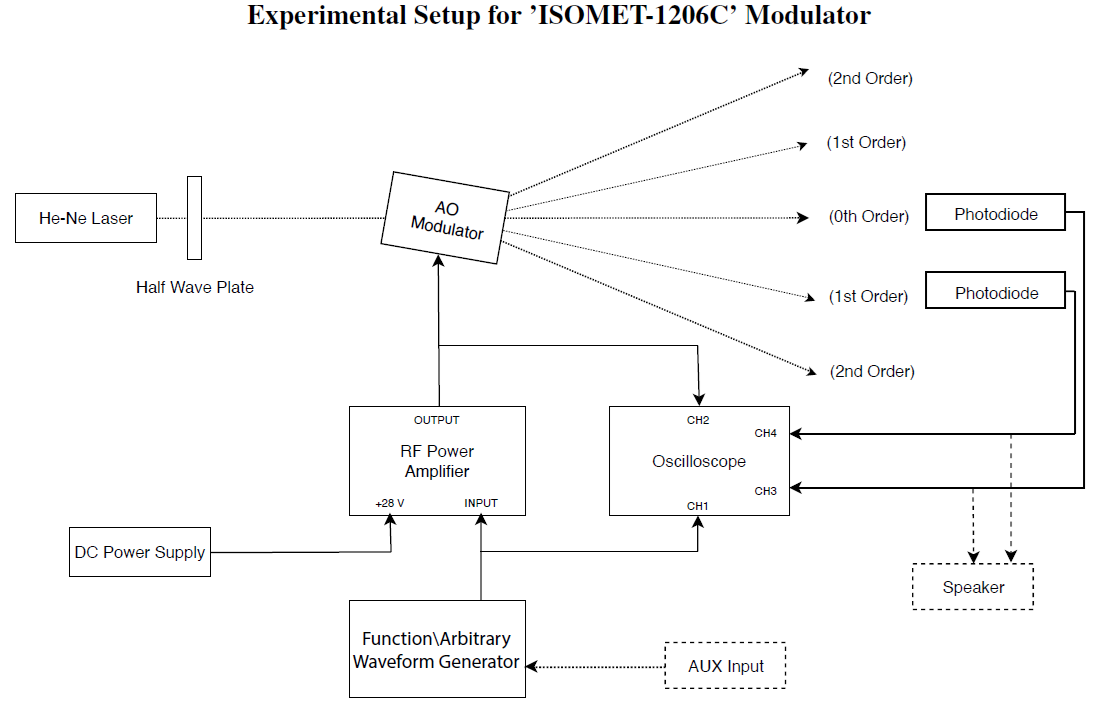 Experimental Setup for ’ISOMET-1206C’ Modulator
(2nd Order)
(1st Order)
AO
Modulator
He-Ne Laser
(0th Order)
Photodiode
Half Wave Plate
(1st Order)
Photodiode
(2nd Order)
OUTPUT
RF Power
Amplifier
+28 V
INPUT
CH2
CH4
Oscilloscope
CH3
CH1
DC Power Supply
Speaker
Function\Arbitrary
Waveform Generator
AUX Input